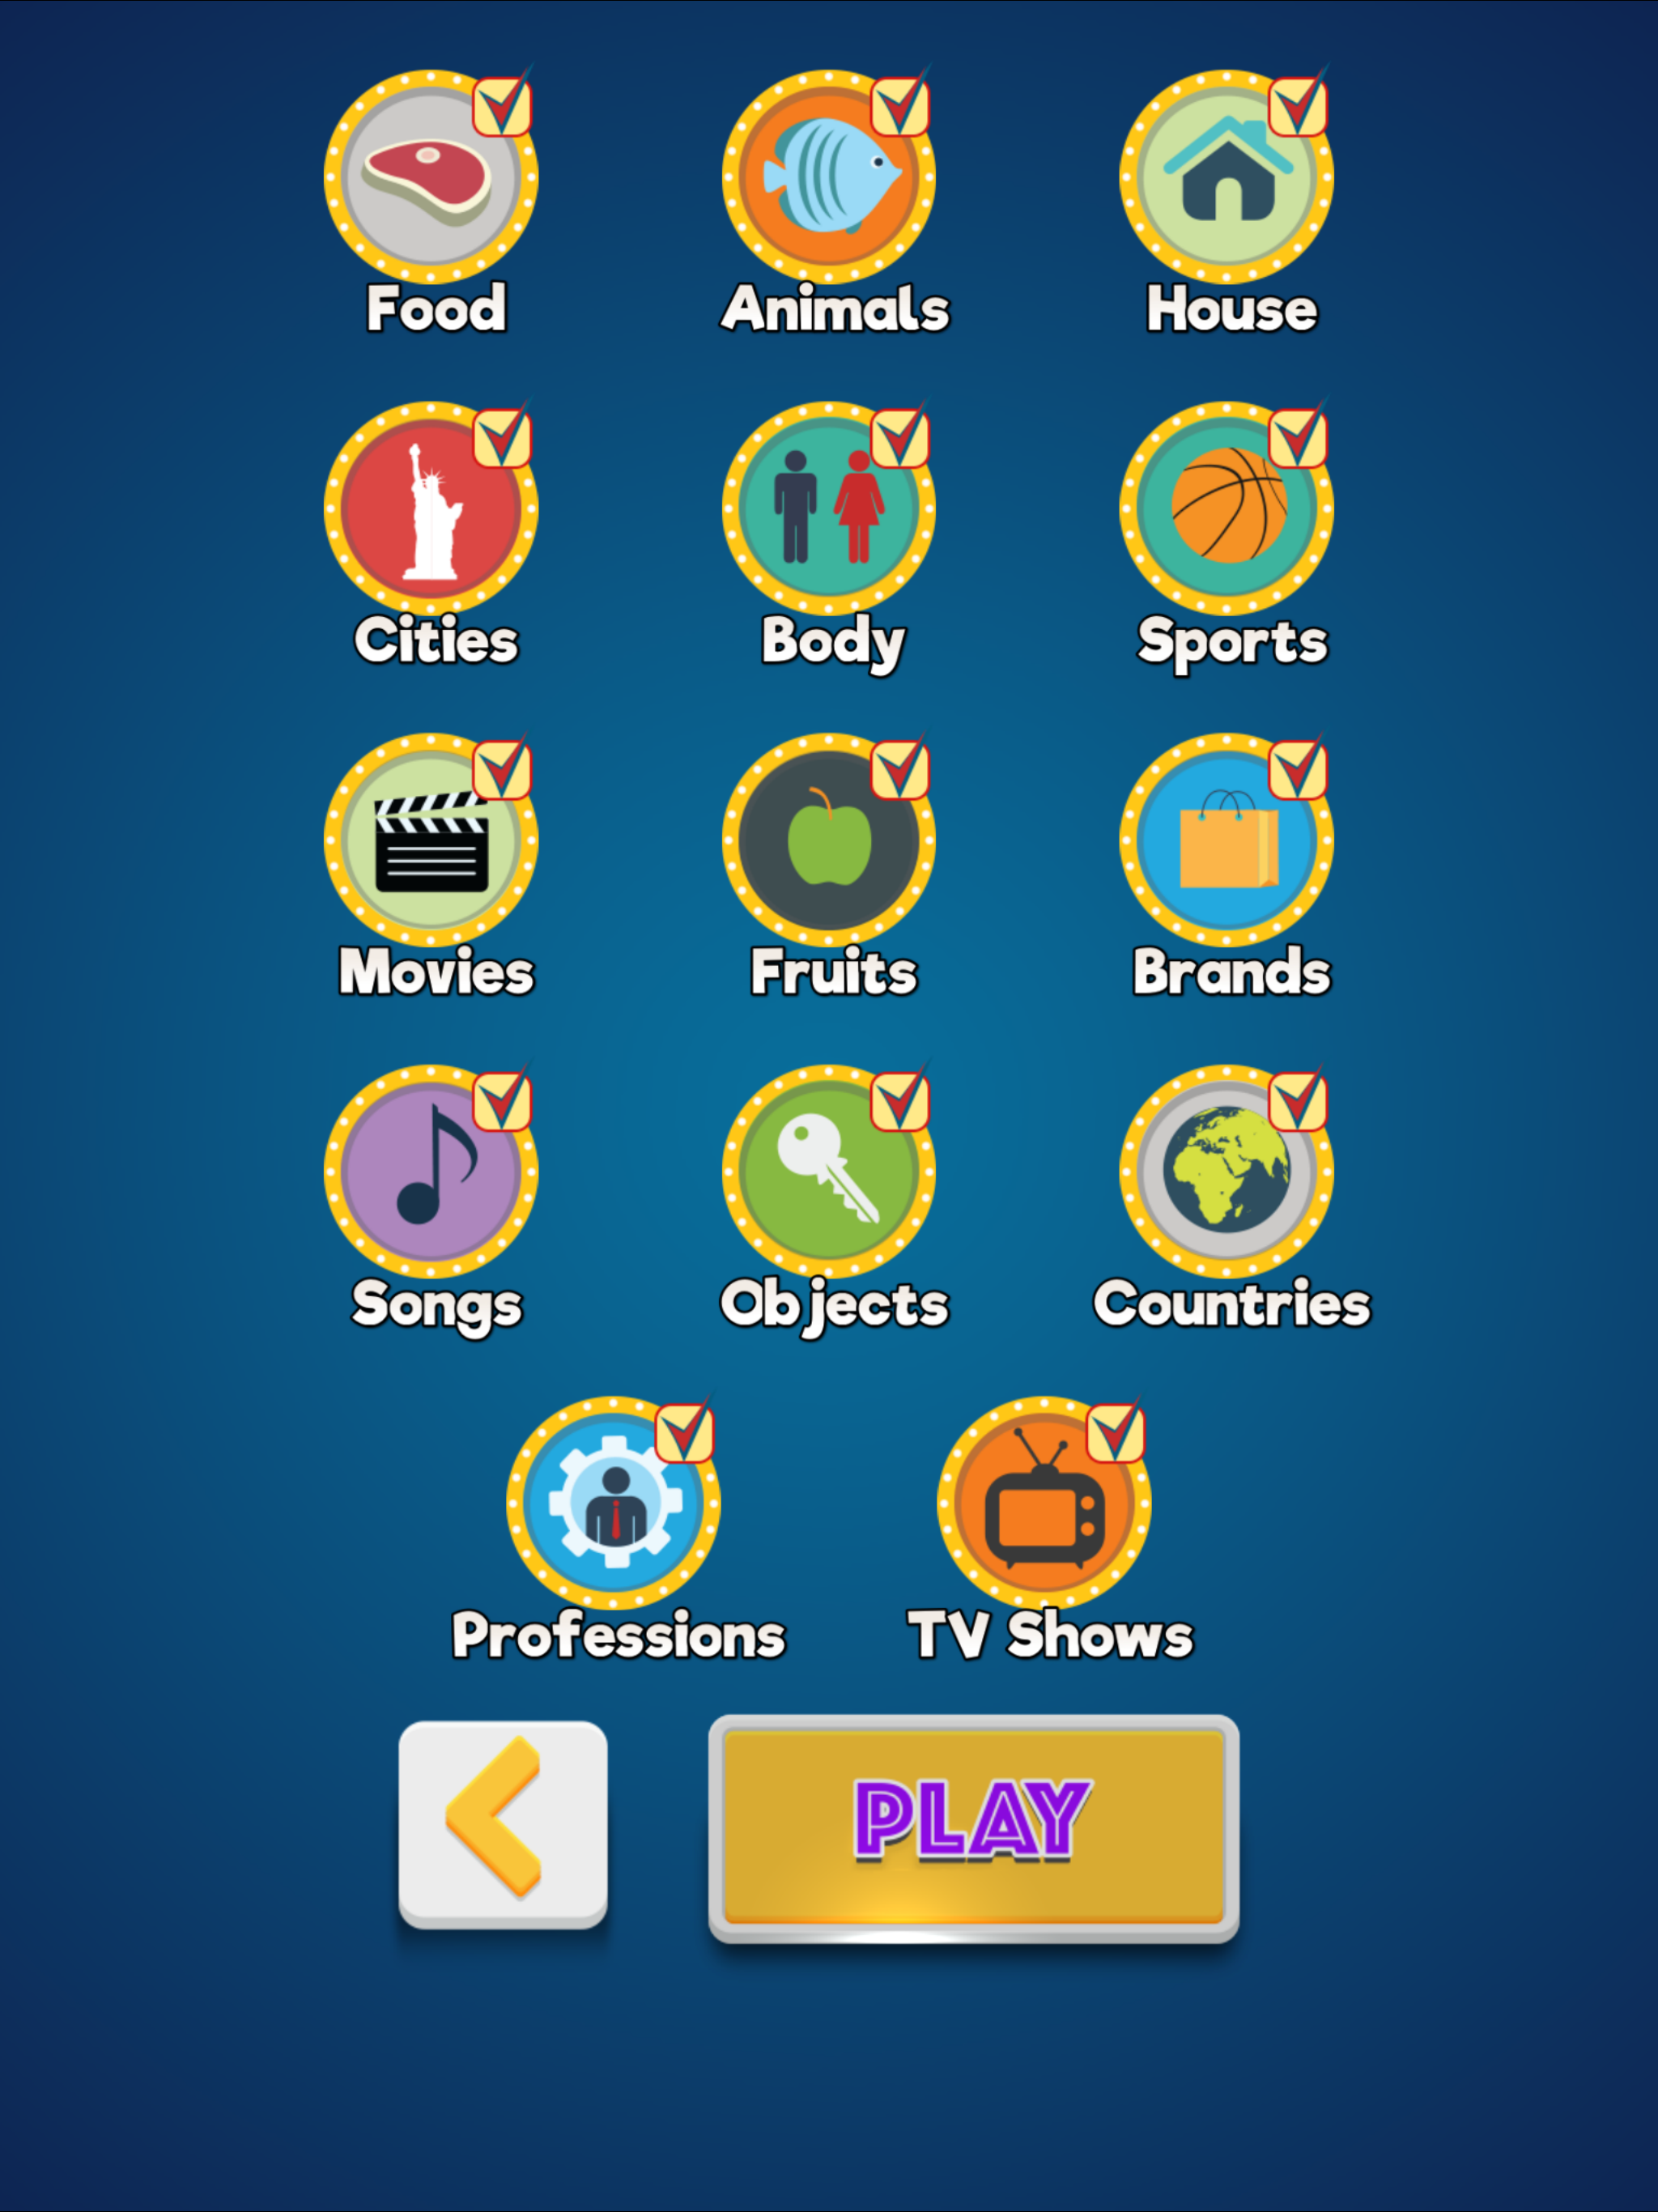 Food Animals House
Cities Body Sports
Movies Fruits Brands
Songs Objects Countries
Professions TV Shows
PLAY